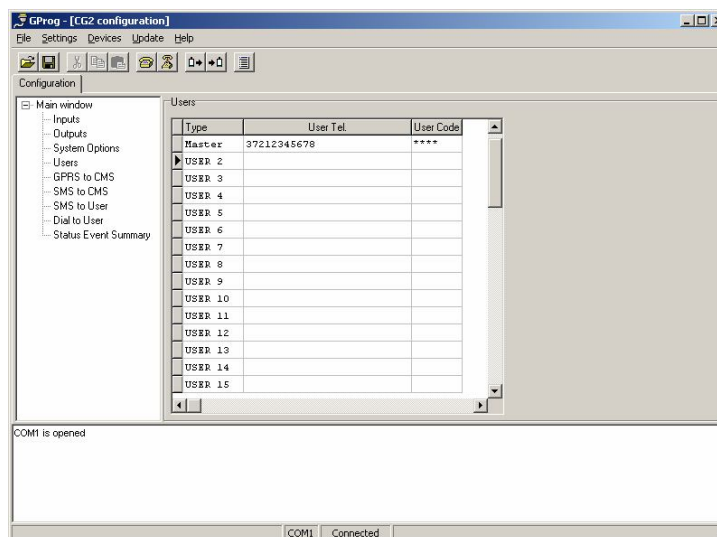 GProg - [CG2 configuration]
File Settings Devices Update Help
Configuration
Main window
Inputs
Outputs
System Options
Users
GPRS to CMS
SMS to CMS
SMS to User
Dial to User
Status Event Summary
Users
Type User Tel. User Code
Master 37212345678 ****
USER 2
USER 3
USER 4
USER 5
USER 6
USER 7
USER 8
USER 9
USER 10
USER 11
USER 12
USER 13
USER 14
USER 15
COM1 is opened
COM1 Connected